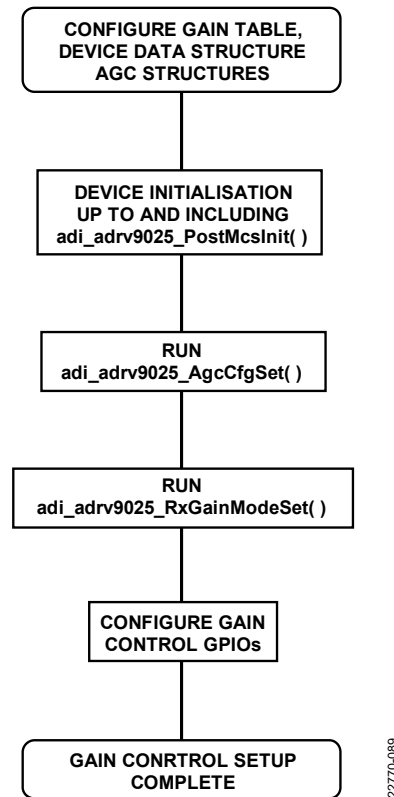 CONFIGURE GAIN TABLE,
DEVICE DATA STRUCTURE
AGC STRUCTURES
DEVICE INITIALISATION
UP TO AND INCLUDING
adi_adrv9025_PostMcsInit( )
RUN
adi_adrv9025_AgcCfgSet( )
RUN
adi_adrv9025_RxGainModeSet( )
CONFIGURE GAIN
CONTROL GPIOs
GAIN CONRTROL SETUP
COMPLETE
22770-089